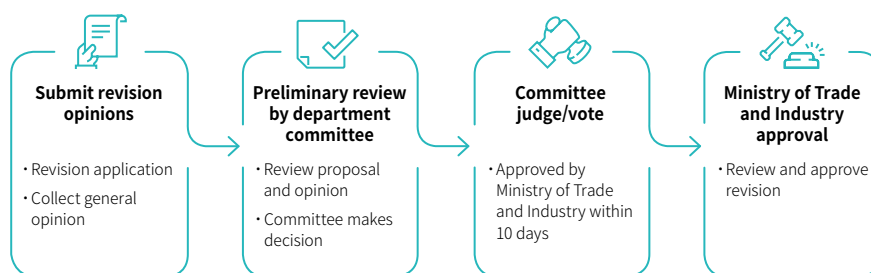 Submit revision
opinions
· Revision application
· Collect general
opinion
Preliminary review
by department
committee
· Review proposal
and opinion
· Committee makes
decision
Committee
judge/vote
· Approved by
Ministry of Trade
and Industry within
10 days
Ministry of Trade
and Industry
approval
· Review and approve
revision